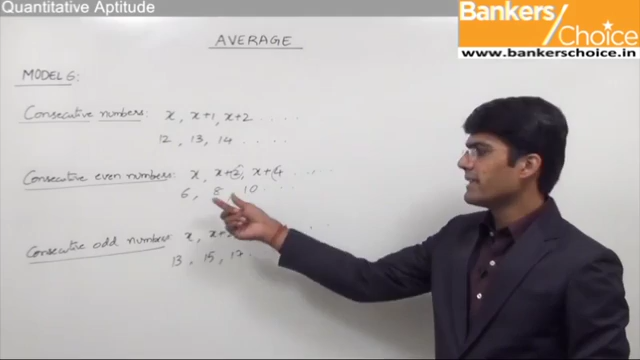 Quantitative Aptitude
Bankers
Choice
www.bankerschoice.in
AVERAGE
MODEL 6:
Consecutive numbers: x, x+1, x+2 .....
12, 13, 14 ....
Consecutive even numbers: x, x+2, x+4 .....
6, 8, 10 ....
Consecutive odd number: x, x+
13, 15, 17